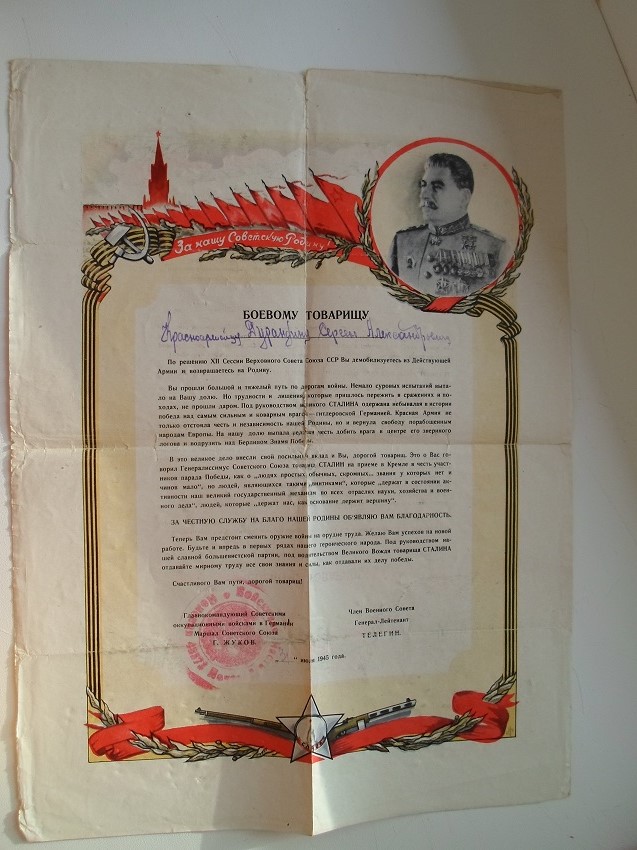 За нашу Советскую Родину!
БОЕВОМУ ТОВАРИЩУ
Красноармейцу Дурандину Сергею Александровичу
По решению XII Сессии Верховного Совета Союза ССР Вы демобилизуетесь из Действующей
Армии и возвращаетесь на Родину.
Вы прошли большой и тяжелый путь по дорогам войны. Немало суровых испытаний выпа-
ло на Вашу долю. Но трудности и лишения, которые пришлось пережить в сражениях и по-
ходах, не прошли даром. Под руководством великого СТАЛИНА одержана небывалая в истории
победа над самым сильным и коварным врагом—гитлеровской Германией. Красная Армия не
только отстояла честь и независимость нашей Родины, но и вернула свободу порабощенным
народам Европы. На нашу долю выпала великая честь добить врага в центре его звериного
логова и водрузить над Берлином Знамя Победы.
В это великое дело внесли свой посильный вклад и Вы, дорогой товарищ. Это о Вас го-
ворил Генералиссимус Советского Союза товарищ СТАЛИН на приеме в Кремле в честь участ-
ников парада Победы, как о „людях простых, обычных, скромных... звания у которых нет и
чинов мало", но людей, являющихся такими „винтиками", которые „держат в состоянии ак-
тивности наш великий государственный механизм во всех отраслях науки, хозяйства и воен-
ного дела", людей, которые „держат нас, как основание держит вершину".
ЗА ЧЕСТНУЮ СЛУЖБУ НА БЛАГО НАШЕЙ РОДИНЫ ОБ'ЯВЛЯЮ ВАМ БЛАГОДАРНОСТЬ.
Теперь Вам предстоит сменить оружие войны на орудие труда. Желаю Вам успехов на новой
работе. Будьте и впредь в первых рядах нашего героического народа. Под руководством на-
шей славной большевистской партии, под водительством Великого Вождя товарища СТАЛИНА
отдавайте мирному труду все свои знания и силы, как отдавали их делу победы.
Счастливого Вам пути, дорогой товарищ!
Главнокомандующий Советскими
оккупационными войсками в Германии
Маршал Советского Союза
Г. ЖУКОВ.
Член Военного Совета
Генерал-Лейтенант
ТЕЛЕГИН.
июля 1945 года.